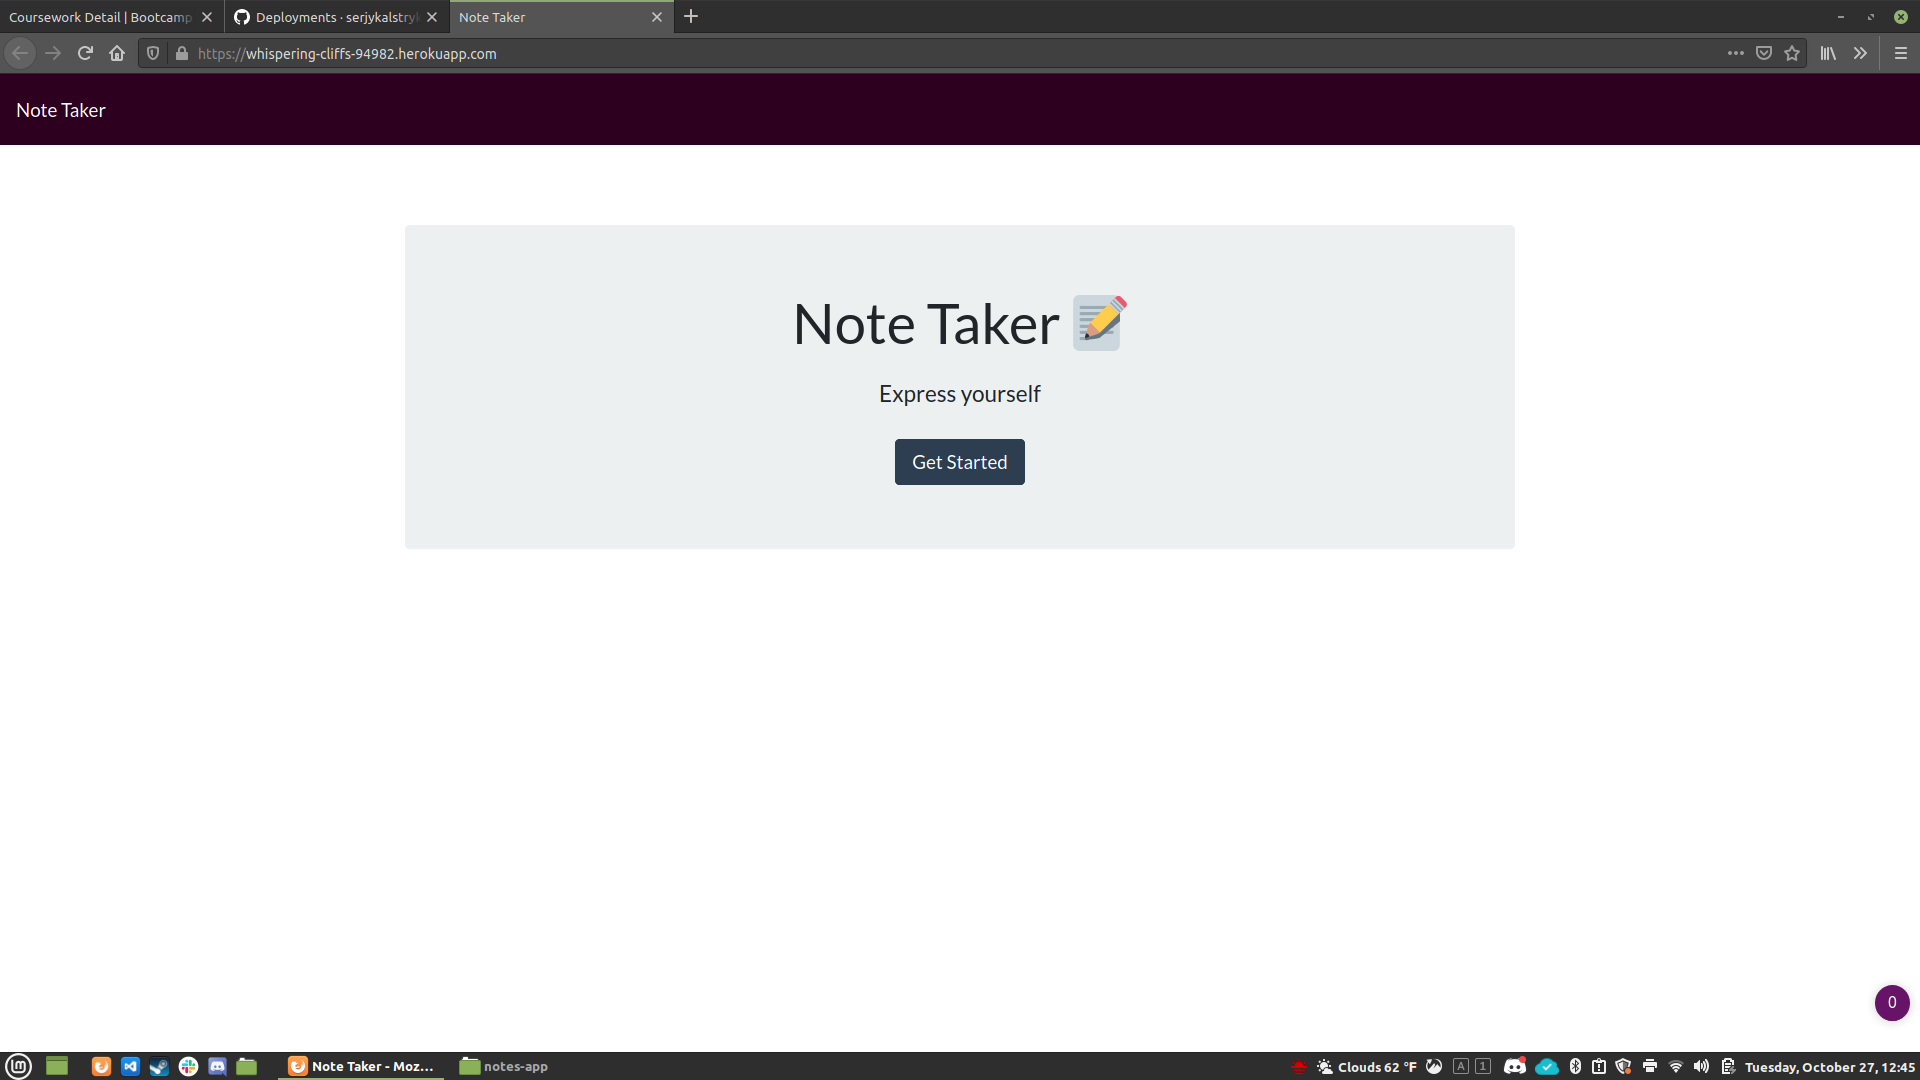 Coursework Detail | Bootcamp
Deployments · serjykalstry
Note Taker
https://whispering-cliffs-94982.herokuapp.com
Note Taker
Note Taker
Express yourself
Get Started
0
Note Taker - Moz...
notes-app
A
1
Clouds 62 °F
Tuesday, October 27, 12:45